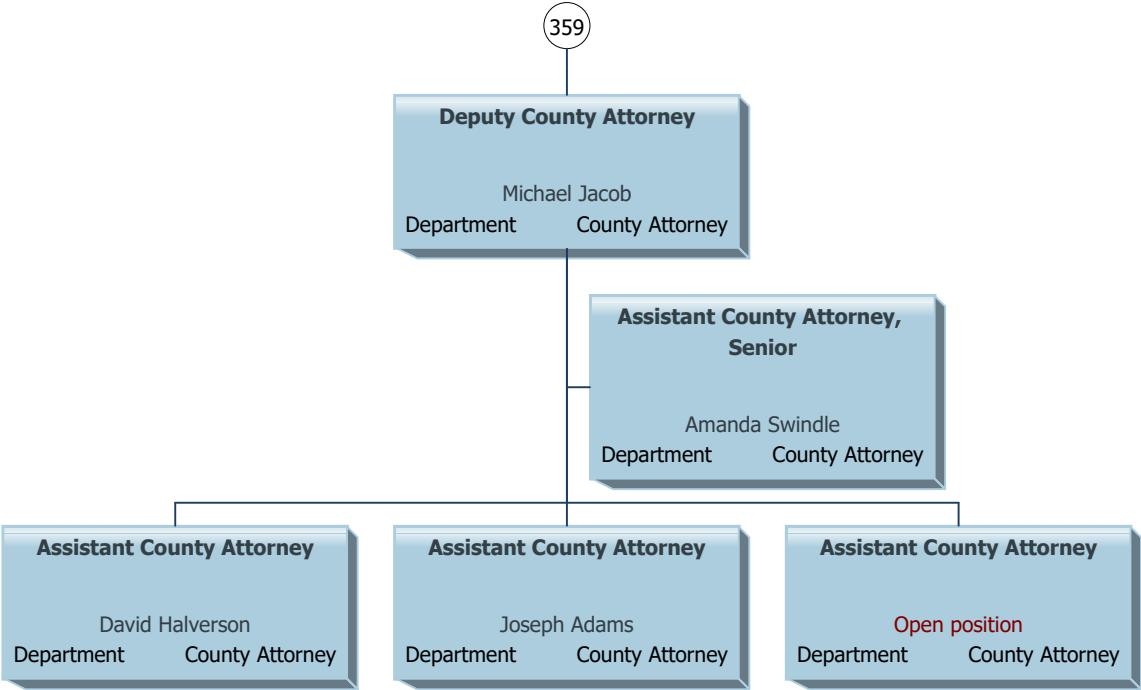 359
Deputy County Attorney
Michael Jacob
Department County Attorney
Assistant County Attorney,
Senior
Amanda Swindle
Department County Attorney
Assistant County Attorney
David Halverson
Department County Attorney
Assistant County Attorney
Joseph Adams
Department County Attorney
Assistant County Attorney
Open position
Department County Attorney